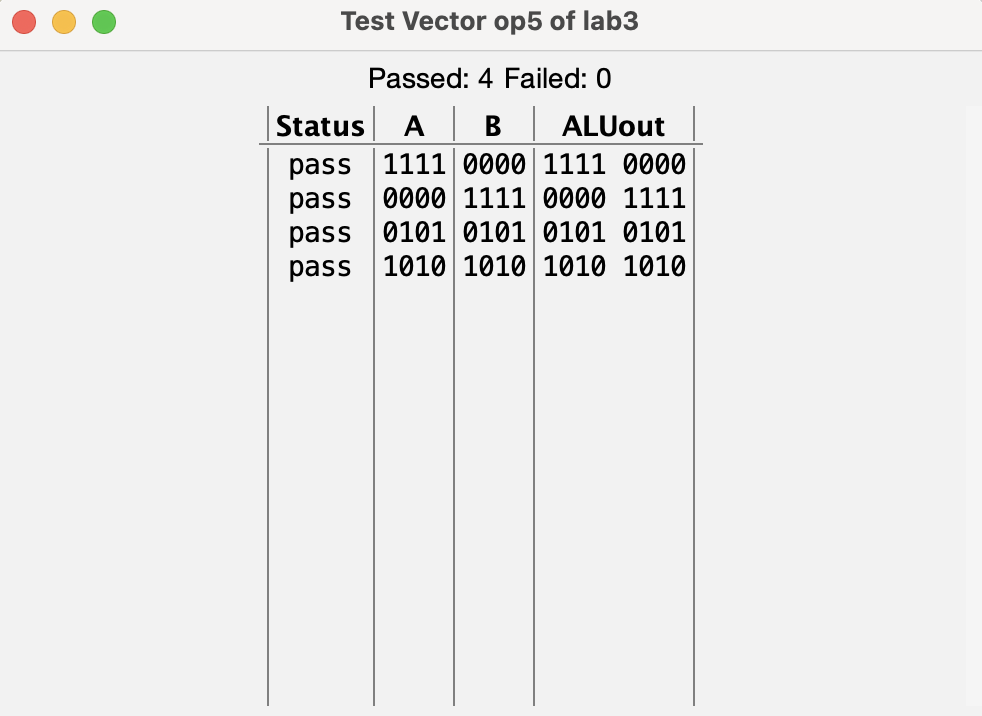 Test Vector op5 of lab3
Passed: 4 Failed: 0
Status A B ALUout
pass 1111 0000 1111 0000
pass 0000 1111 0000 1111
pass 0101 0101 0101 0101
pass 1010 1010 1010 1010